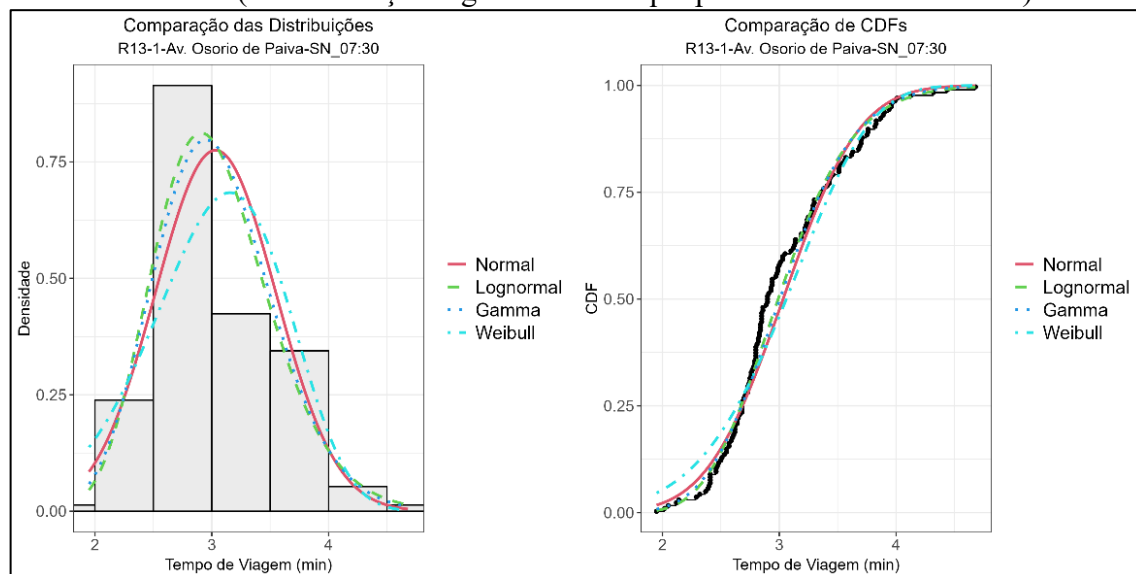 Comparação das Distribuições
R13-1-Av. Osorio de Paiva-SN_07:30
0.75
0.50
0.25
0.00
Densidade
2 3 4
Tempo de Viagem (min)
Normal
Lognormal
Gamma
Weibull
Comparação de CDFs
R13-1-Av. Osorio de Paiva-SN_07:30
1.00
0.75
0.50
0.25
0.00
CDF
2 3 4
Tempo de Viagem (min)
Normal
Lognormal
Gamma
Weibull